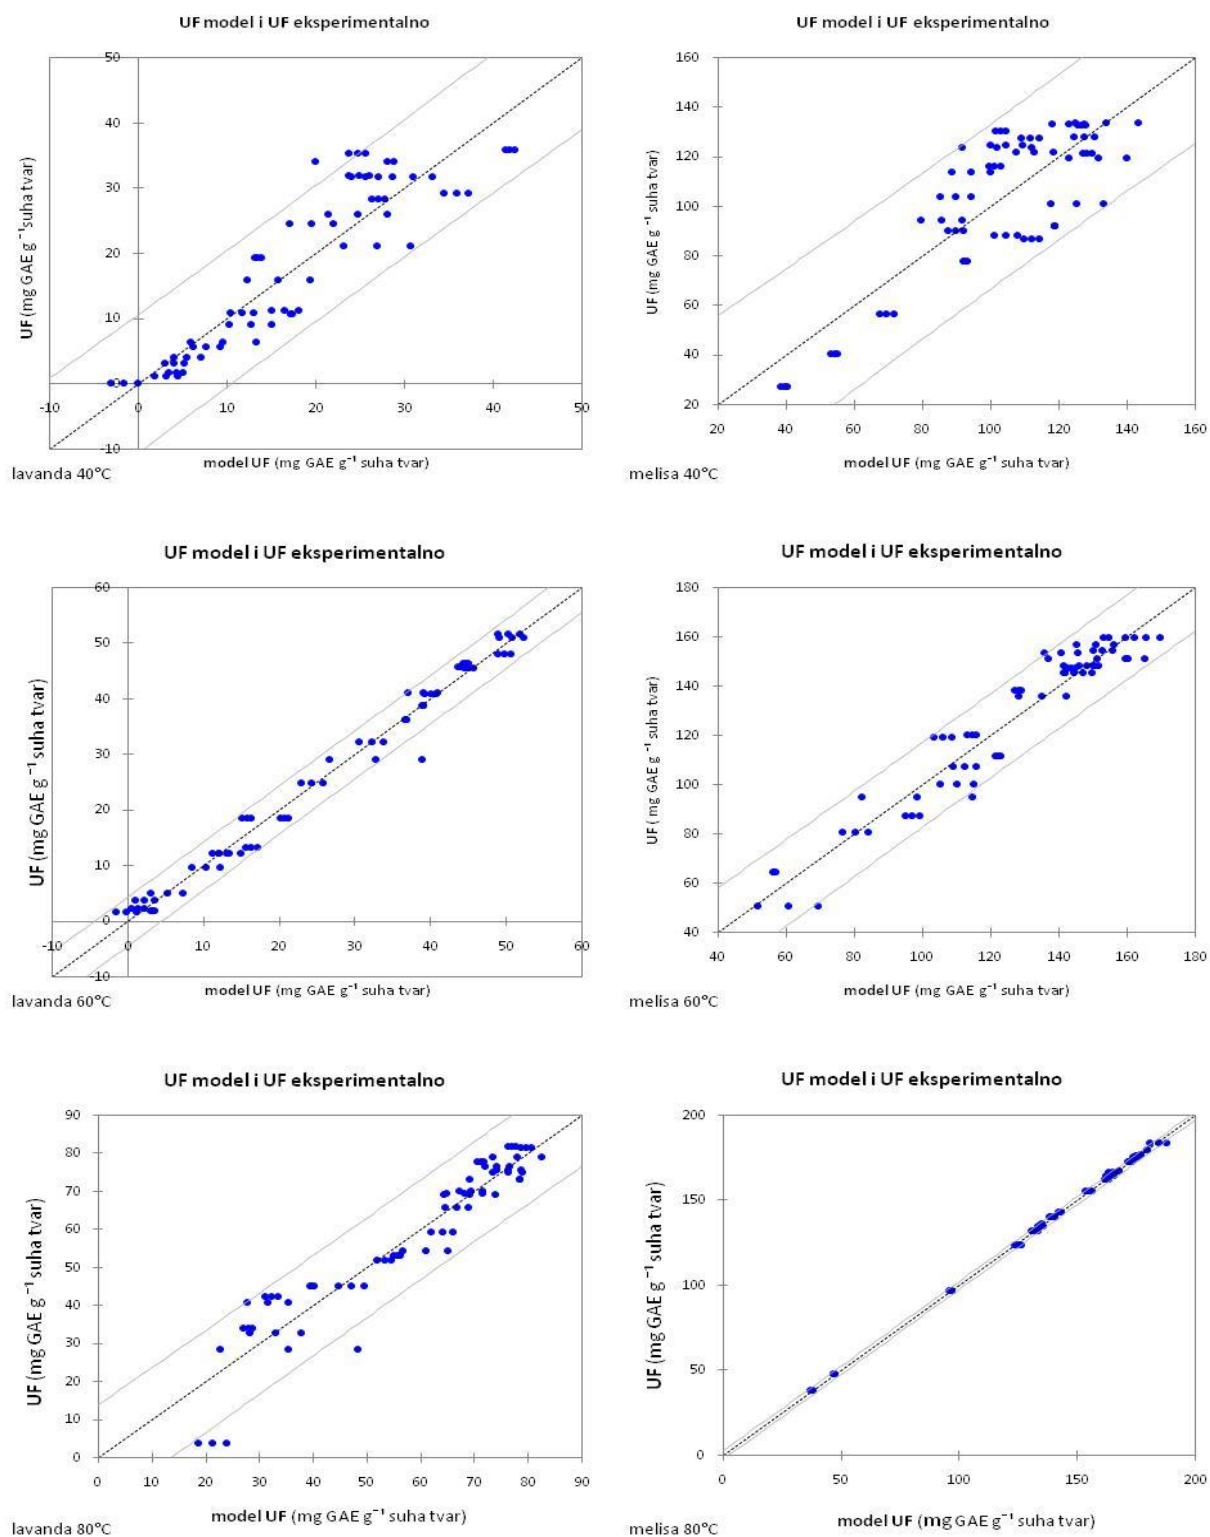 UF model i UF eksperimentalno
50
40
30
20
10
0
-10
-10 0 10 20 30 40 50
UF (mg GAE g⁻¹ suha tvar)
model UF (mg GAE g⁻¹ suha tvar)
lavanda 40°C
UF model i UF eksperimentalno
160
140
120
100
80
60
40
20
20 40 60 80 100 120 140 160
UF (mg GAE g⁻¹ suha tvar)
model UF (mg GAE g⁻¹ suha tvar)
melisa 40°C
UF model i UF eksperimentalno
60
50
40
30
20
10
0
-10
-10 0 10 20 30 40 50 60
UF (mg GAE g⁻¹ suha tvar)
model UF (mg GAE g⁻¹ suha tvar)
lavanda 60°C
UF model i UF eksperimentalno
180
160
140
120
100
80
60
40
40 60 80 100 120 140 160 180
UF ( mg GAE g⁻¹ suha tvar)
model UF (mg GAE g⁻¹ suha tvar)
melisa 60°C
UF model i UF eksperimentalno
90
80
70
60
50
40
30
20
10
0
0 10 20 30 40 50 60 70 80 90
UF (mg GAE g⁻¹ suha tvar)
model UF (mg GAE g⁻¹ suha tvar)
lavanda 80°C
UF model i UF eksperimentalno
200
150
100
50
0
0 50 100 150 200
UF (mg GAE g⁻¹ suha tvar)
model UF (mg GAE g⁻¹ suha tvar)
melisa 80°C